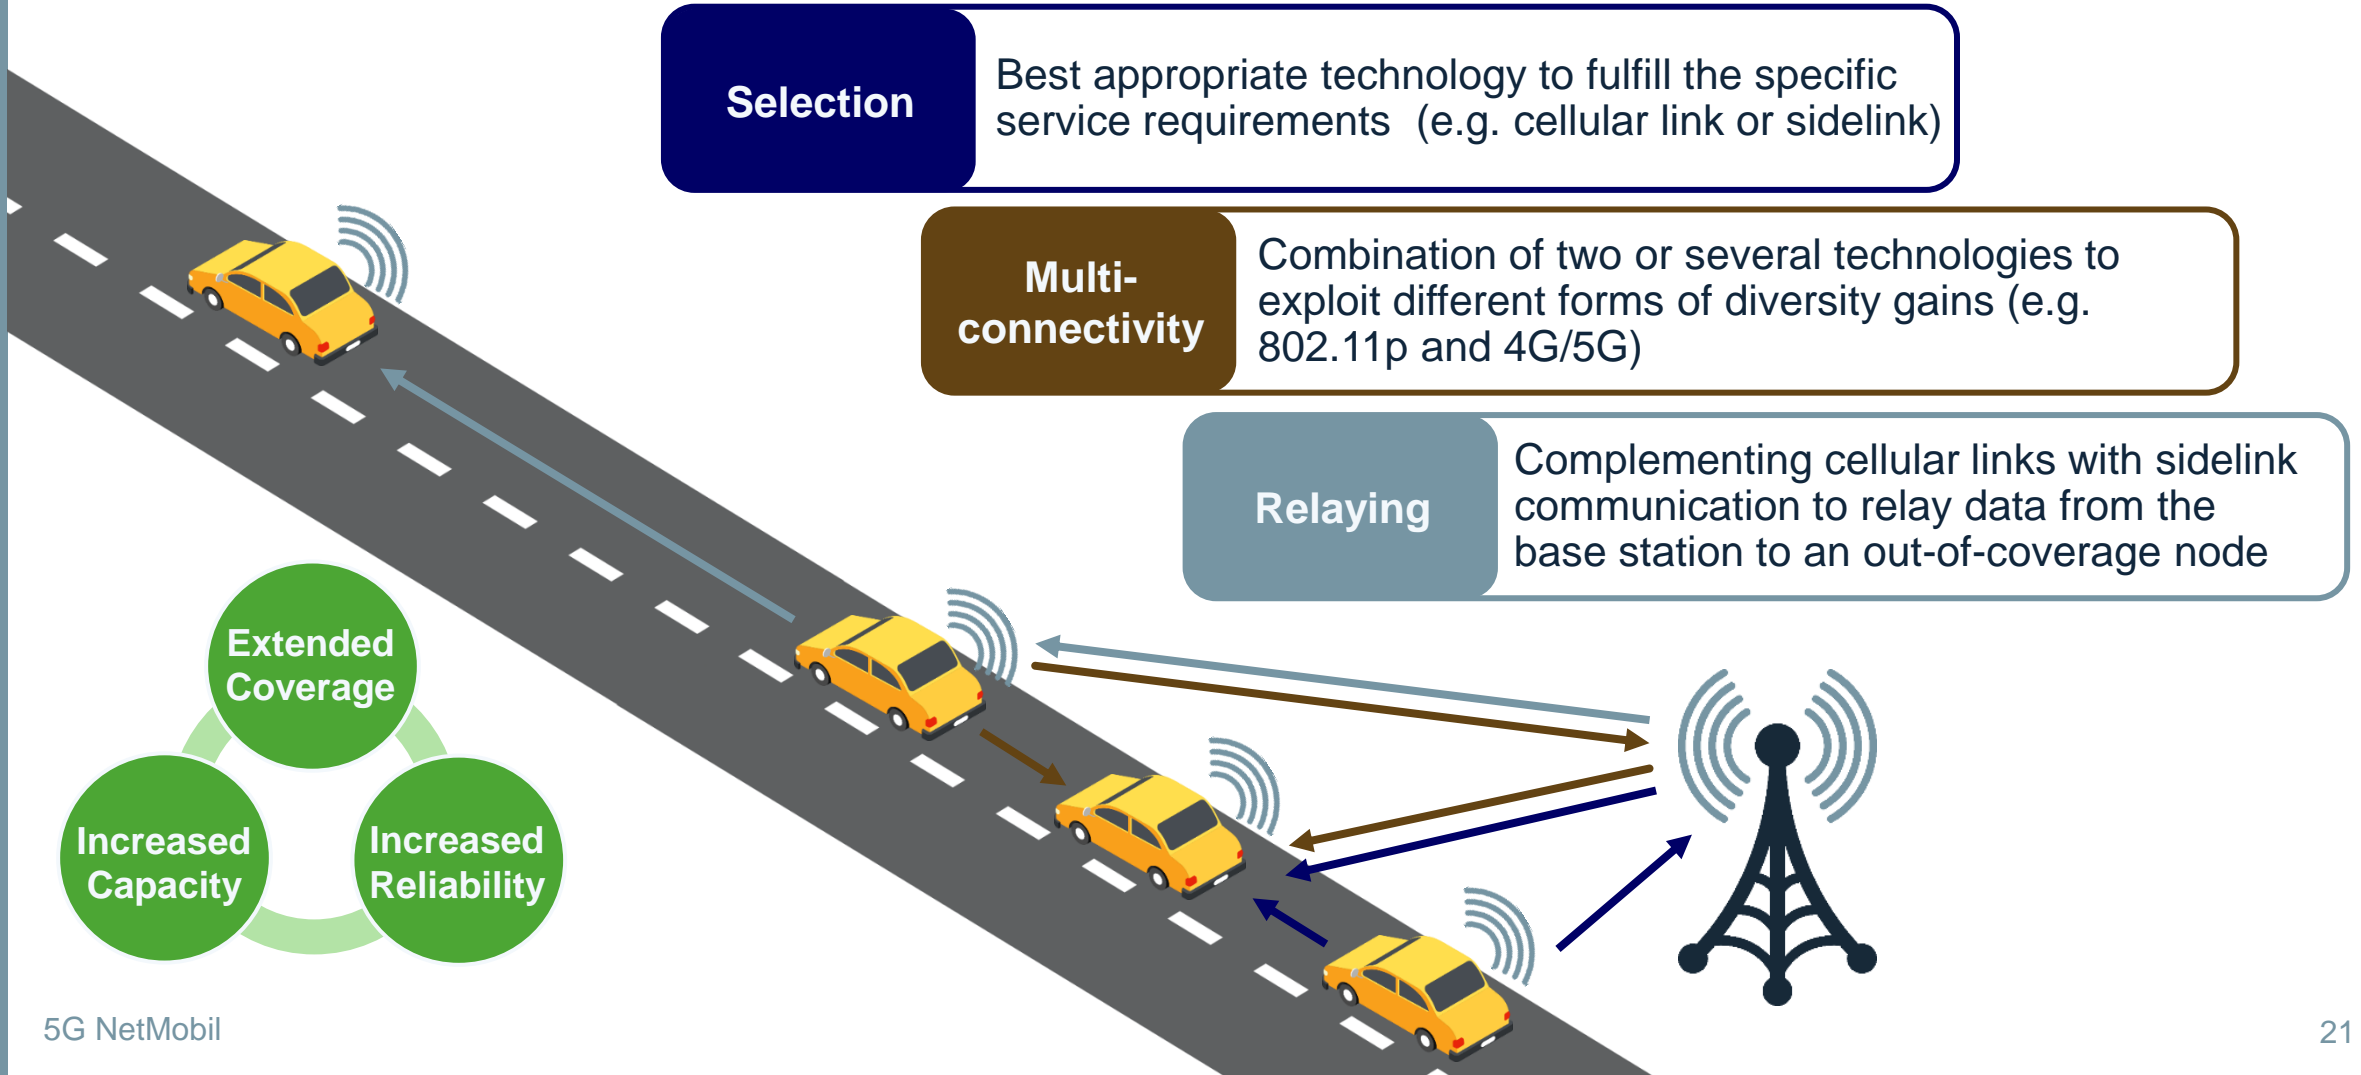 Selection
Best appropriate technology to fulfill the specific
service requirements  (e.g. cellular link or sidelink)
Multi-
connectivity
Combination of two or several technologies to
exploit different forms of diversity gains (e.g.
802.11p and 4G/5G)
Relaying
Complementing cellular links with sidelink
communication to relay data from the
base station to an out-of-coverage node
Extended
Coverage
Increased
Capacity
Increased
Reliability
5G NetMobil
21